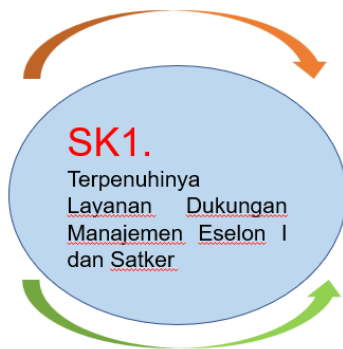 SK1.
Terpenuhinya
Layanan Dukungan
Manajemen Eselon I
dan Satker